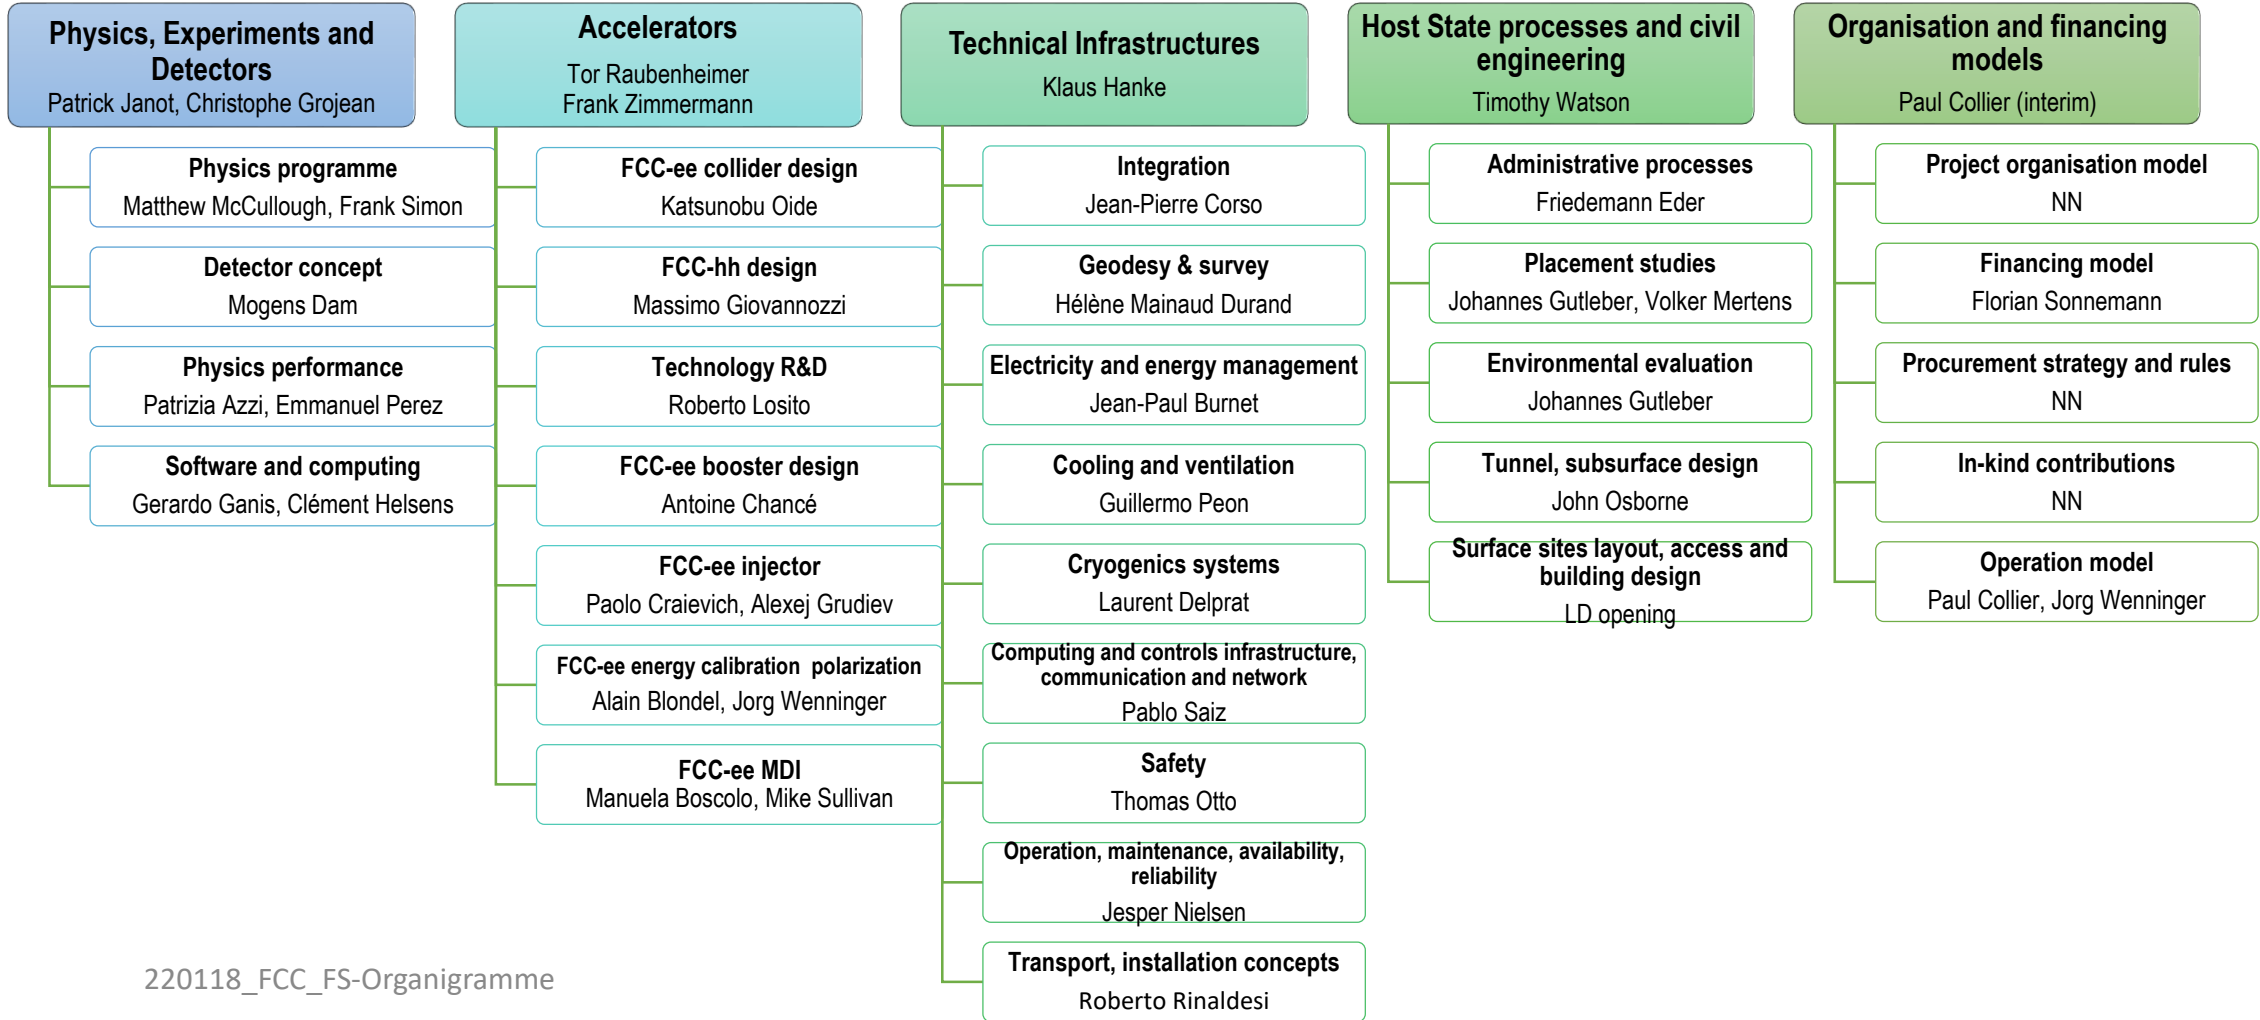 Physics, Experiments and
Detectors
Patrick Janot, Christophe Grojean
Physics programme
Matthew McCullough, Frank Simon
Detector concept
Mogens Dam
Physics performance
Patrizia Azzi, Emmanuel Perez
Software and computing
Gerardo Ganis, Clément Helsens
Accelerators
Tor Raubenheimer
Frank Zimmermann
FCC-ee collider design
Katsunobu Oide
FCC-hh design
Massimo Giovannozzi
Technology R&D
Roberto Losito
FCC-ee booster design
Antoine Chancé
FCC-ee injector
Paolo Craievich, Alexej Grudiev
FCC-ee energy calibration polarization
Alain Blondel, Jorg Wenninger
FCC-ee MDI
Manuela Boscolo, Mike Sullivan
Technical Infrastructures
Klaus Hanke
Integration
Jean-Pierre Corso
Geodesy & survey
Hélène Mainaud Durand
Electricity and energy management
Jean-Paul Burnet
Cooling and ventilation
Guillermo Peon
Cryogenics systems
Laurent Delprat
Computing and controls infrastructure,
communication and network
Pablo Saiz
Safety
Thomas Otto
Operation, maintenance, availability,
reliability
Jesper Nielsen
Transport, installation concepts
Roberto Rinaldesi
Host State processes and civil
engineering
Timothy Watson
Administrative processes
Friedemann Eder
Placement studies
Johannes Gutleber, Volker Mertens
Environmental evaluation
Johannes Gutleber
Tunnel, subsurface design
John Osborne
Surface sites layout, access and
building design
LD opening
Organisation and financing
models
Paul Collier (interim)
Project organisation model
NN
Financing model
Florian Sonnemann
Procurement strategy and rules
NN
In-kind contributions
NN
Operation model
Paul Collier, Jorg Wenninger
220118_FCC_FS-Organigramme